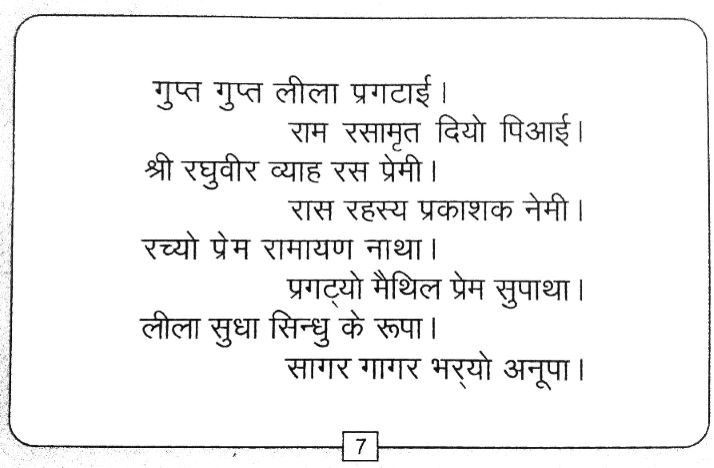 गुप्त गुप्त लीला प्रगटाई।
राम रसामृत दियो पिआई।
श्री रघुवीर व्याह रस प्रेमी।
रास रहस्य प्रकाशक नेमी।
रच्यो प्रेम रामायण नाथा।
प्रगट्यो मैथिल प्रेम सुपाथा।
लीला सुधा सिन्धु के रूपा।
सागर गागर भर्‌यो अनूपा।
7